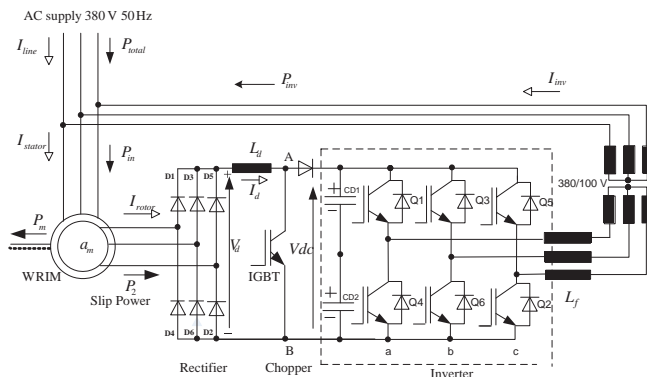 AC supply 380 V 50Hz
I_line
P_total
P_inv
I_inv
I_stator
P_in
L_d
A
D1
D3
D5
I_d
CD1
Q1
Q3
Q5
380/100 V
I_rotor
P_m
a_m
V_d
Vdc
WRIM
P_2
Slip Power
IGBT
CD2
Q4
Q6
Q2
L_f
D4
D6
D2
B
a
b
c
Rectifier
Chopper
Inverter